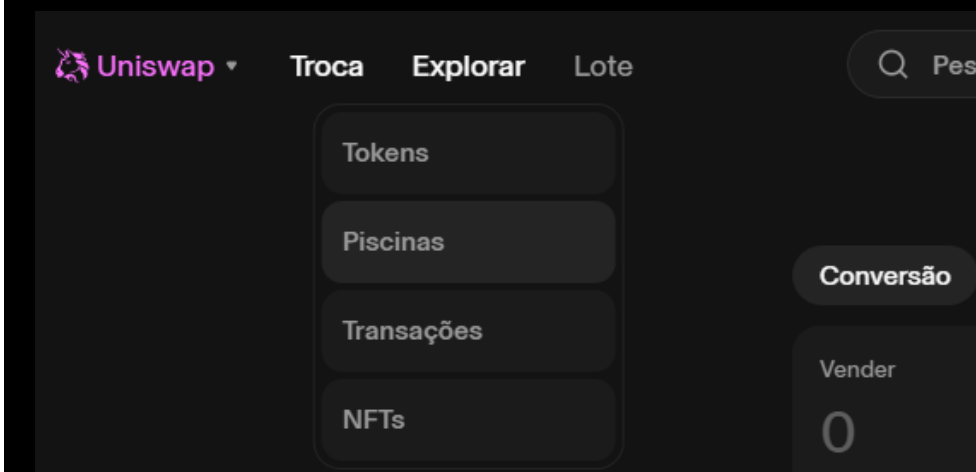 Uniswap Troca Explorar Lote Pes
Tokens
Piscinas
Transações
NFTs
Conversão
Vender
0